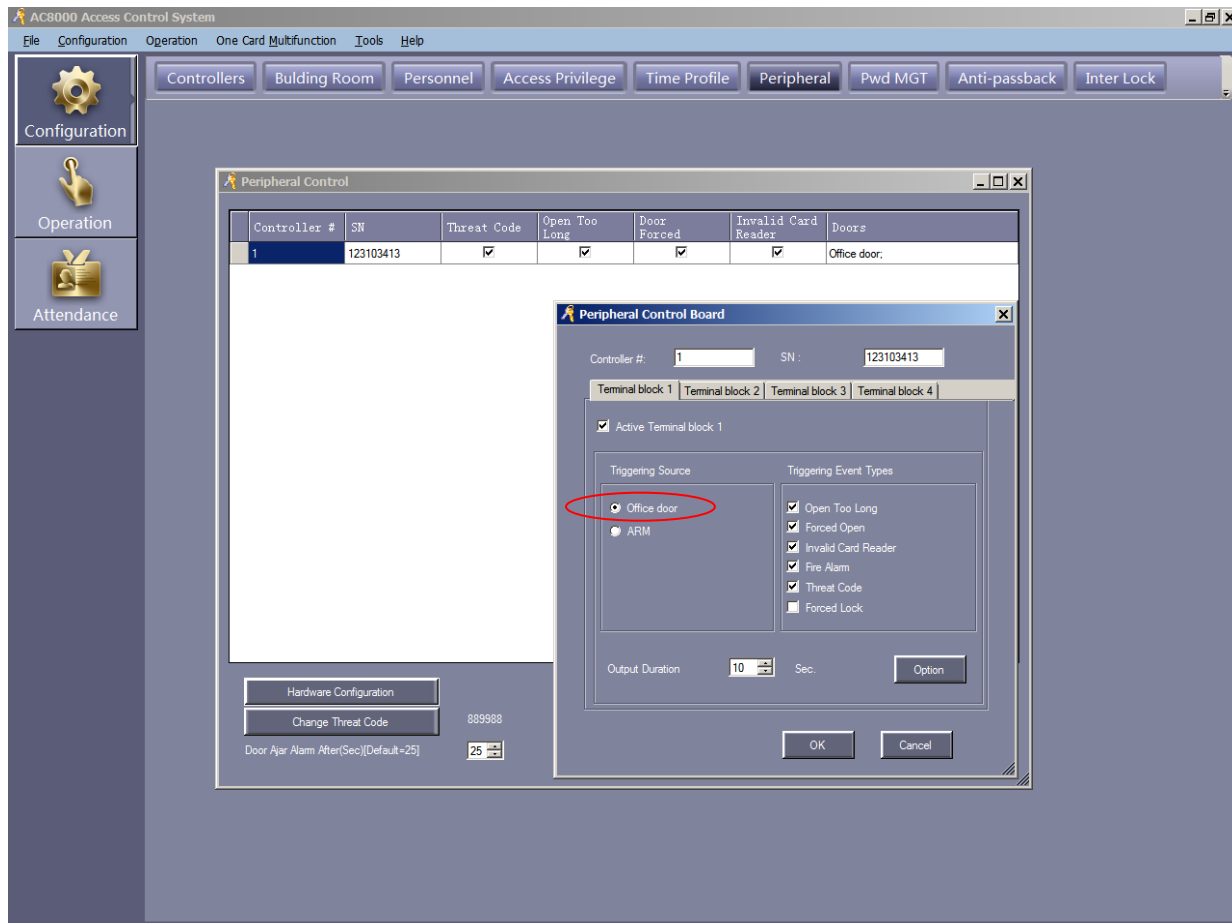 AC8000 Access Control System
File Configuration Operation One Card Multifunction Tools Help
Controllers Bulding Room Personnel Access Privilege Time Profile Peripheral Pwd MGT Anti-passback Inter Lock
Configuration
Operation
Attendance
Peripheral Control
Controller # SN Threat Code Open Too Long Door Forced Invalid Card Reader Doors
1 123103413 Office door;
Peripheral Control Board
Controller #: 1 SN : 123103413
Terminal block 1 Terminal block 2 Terminal block 3 Terminal block 4
Active Terminal block 1
Triggering Source
Office door
ARM
Triggering Event Types
Open Too Long
Forced Open
Invalid Card Reader
Fire Alarm
Threat Code
Forced Lock
Output Duration 10 Sec. Option
OK Cancel
Hardware Configuration
Change Threat Code 889988
Door Ajar Alarm After(Sec)[Default=25] 25